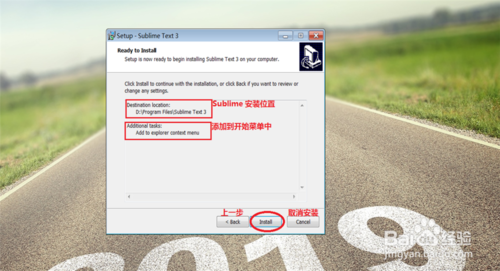 Setup - Sublime Text 3
Ready to Install
Setup is now ready to begin installing Sublime Text 3 on your computer.
Click Install to continue with the installation, or click Back if you want to review or
change any settings.
Destination location:
D:\Program Files\Sublime Text 3
Sublime 安装位置
Additional tasks:
Add to explorer context menu
添加到开始菜单中
上一步
取消安装
< Back
Install
Cancel
2019
Baidu 经验
jingyan.baidu.com